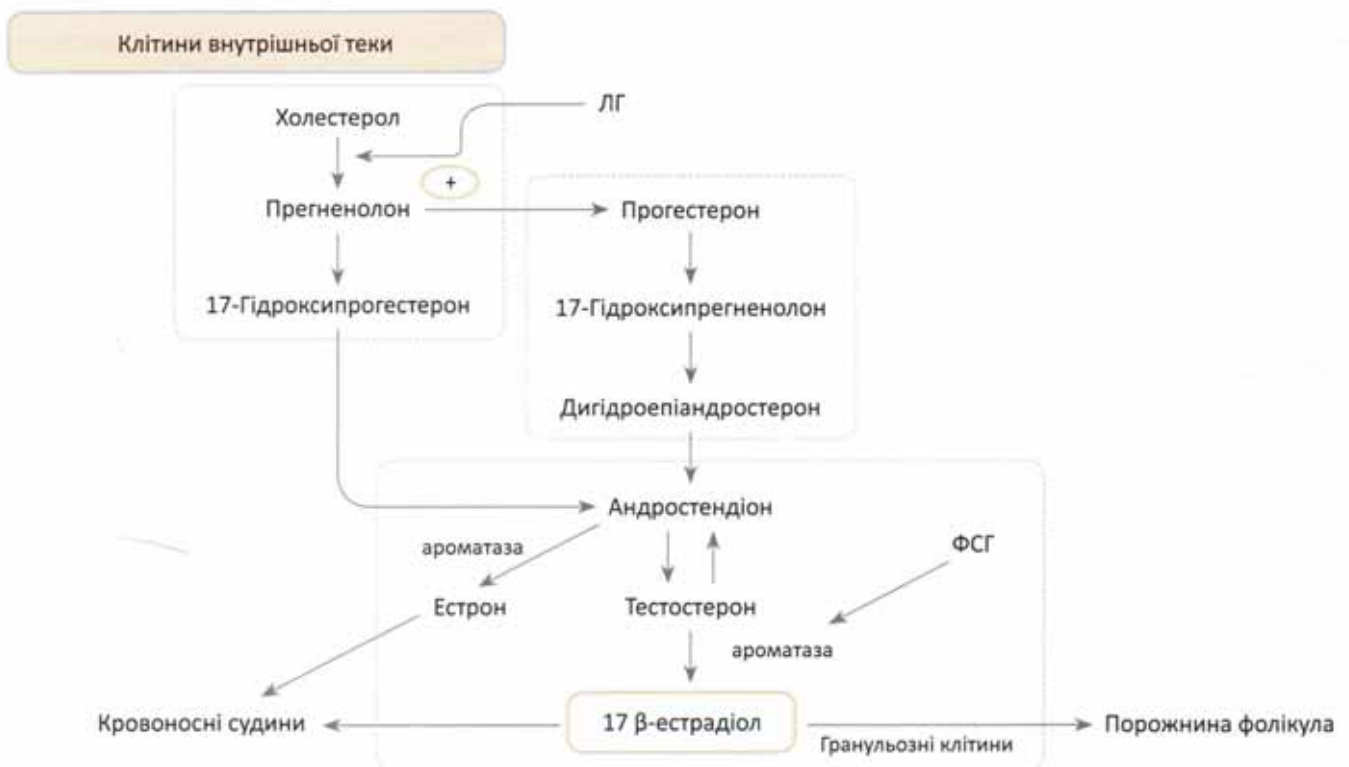 Клітини внутрішньої теки
Холестерол
ЛГ
+
Прегненолон
Прогестерон
17-Гідроксипрогестерон
17-Гідроксипрегненолон
Дигідроепіандростерон
Андростендіон
ароматаза
ФСГ
Естрон
Тестостерон
ароматаза
Кровоносні судини
17 β-естрадіол
Гранульозні клітини
Порожнина фолікула